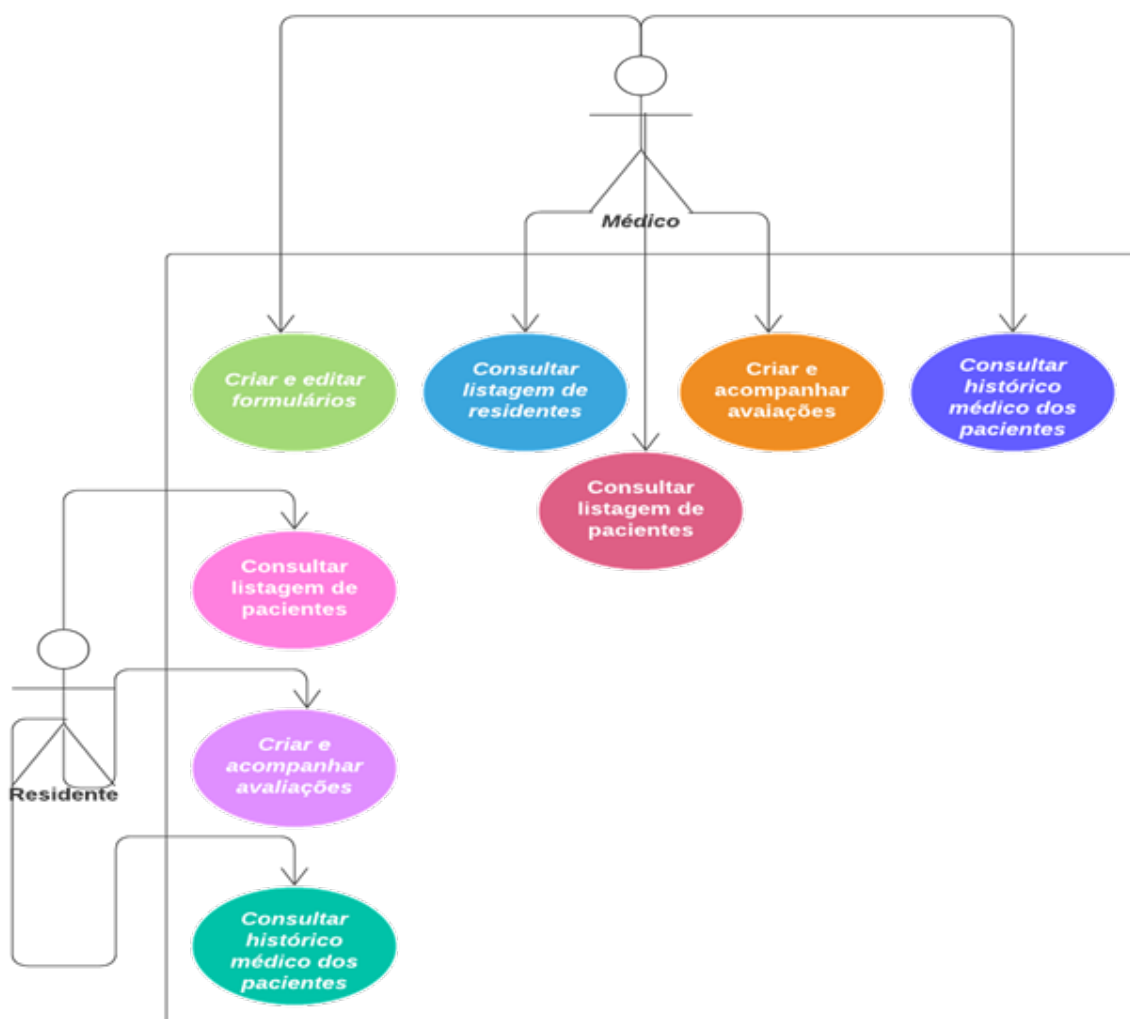 Médico
Criar e editar
formulários
Consultar
listagem de
residentes
Criar e
acompanhar
avaiações
Consultar
histórico
médico dos
pacientes
Consultar
listagem de
pacientes
Consultar
listagem de
pacientes
Residente
Criar e
acompanhar
avaliações
Consultar
histórico
médico dos
pacientes